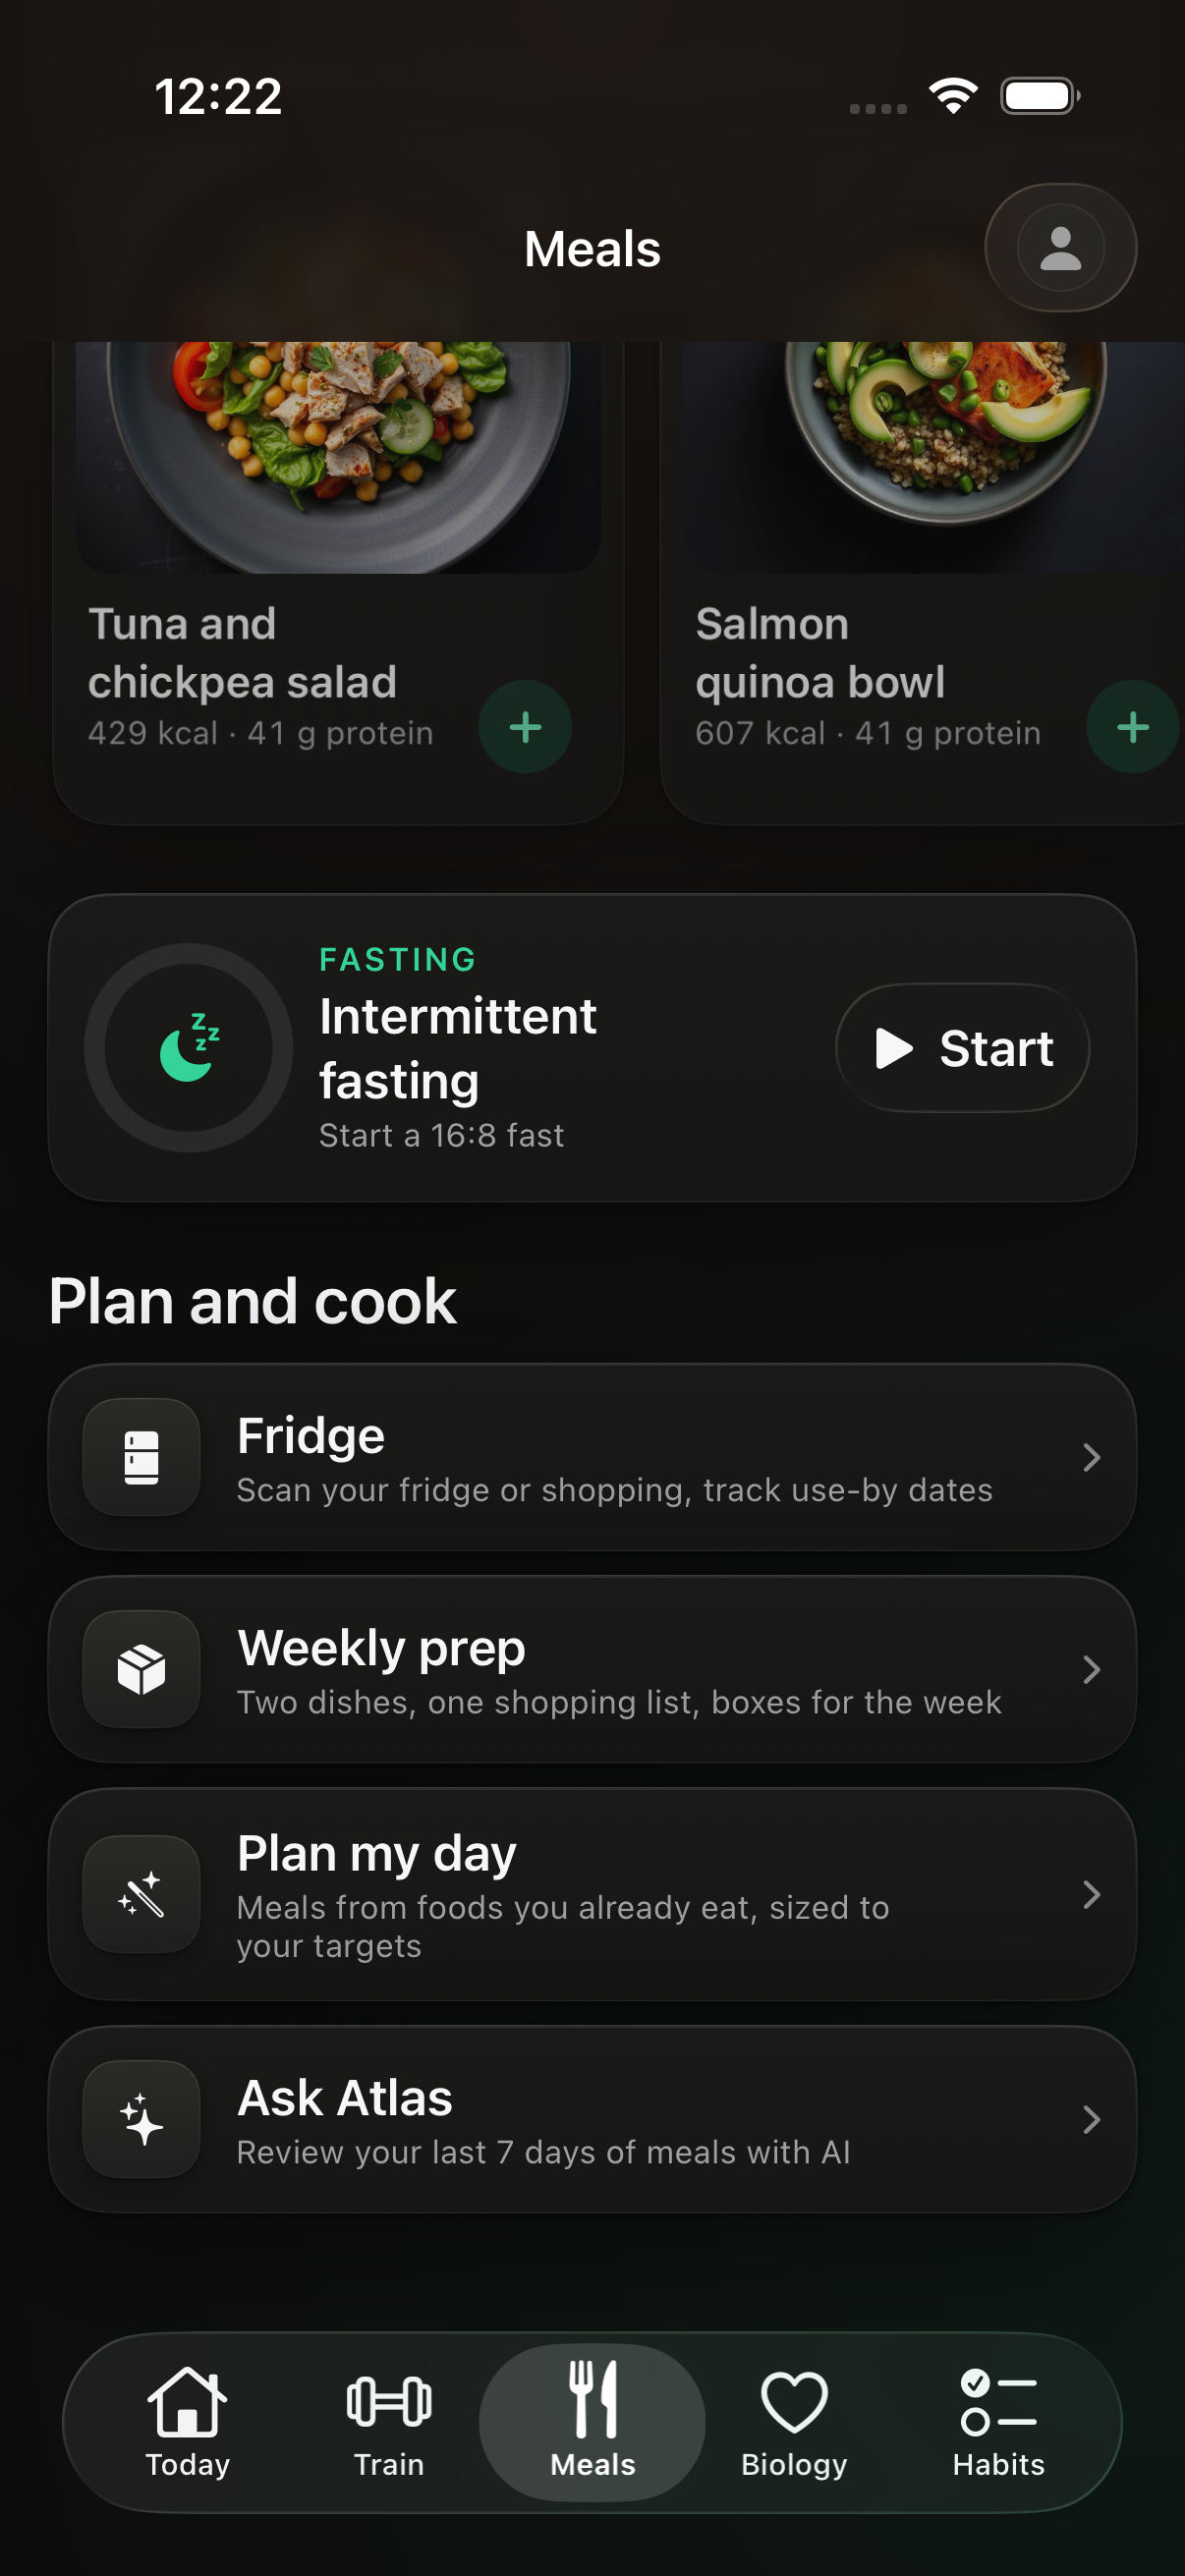 12:22
Meals
Tuna and
chickpea salad
429 kcal · 41 g protein
Salmon
quinoa bowl
607 kcal · 41 g protein
FASTING
Intermittent
fasting
Start a 16:8 fast
Start
Plan and cook
Fridge
Scan your fridge or shopping, track use-by dates
Weekly prep
Two dishes, one shopping list, boxes for the week
Plan my day
Meals from foods you already eat, sized to
your targets
Ask Atlas
Review your last 7 days of meals with AI
Today
Train
Meals
Biology
Habits